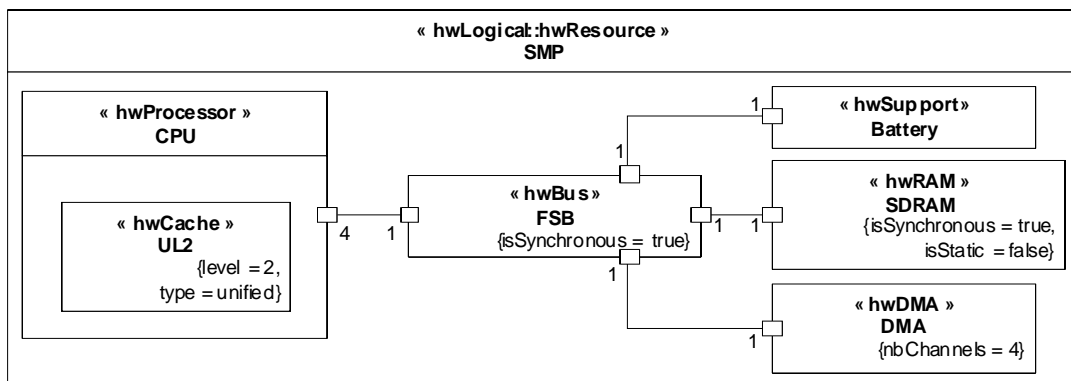 « hwLogical::hwResource »
SMP
« hwProcessor »
CPU
« hwCache »
UL2
{level = 2,
type = unified}
4
1
« hwBus »
FSB
{isSynchronous = true}
1
1
1
1
« hwSupport»
Battery
1
« hwRAM »
SDRAM
{isSynchronous = true,
isStatic = false}
1
« hwDMA »
DMA
{nbChannels = 4}